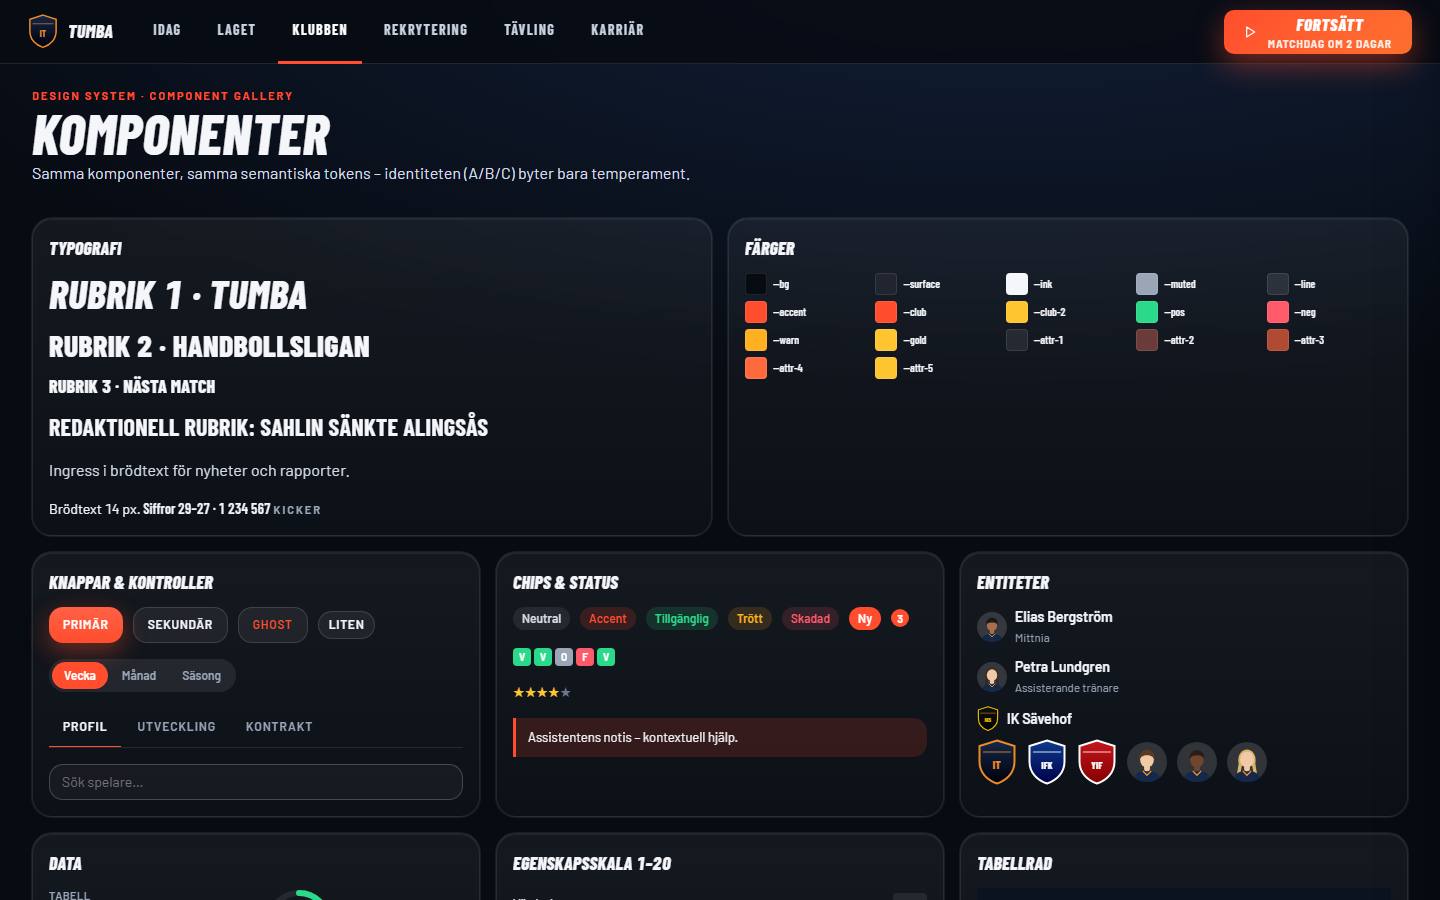 IT TUMBA IDAG LAGET KLUBBEN REKRYTERING TÄVLING KARRIÄR
FORTSÄTT
MATCHDAG OM 2 DAGAR
DESIGN SYSTEM · COMPONENT GALLERY
KOMPONENTER
Samma komponenter, samma semantiska tokens – identiteten (A/B/C) byter bara temperament.
TYPOGRAFI
RUBRIK 1 · TUMBA
RUBRIK 2 · HANDBOLLSLIGAN
RUBRIK 3 · NÄSTA MATCH
REDAKTIONELL RUBRIK: SAHLIN SÄNKTE ALINGSÅS
Ingress i brödtext för nyheter och rapporter.
Brödtext 14 px. Siffror 29–27 · 1 234 567 KICKER
FÄRGER
--bg --surface --ink --muted --line
--accent --club --club-2 --pos --neg
--warn --gold --attr-1 --attr-2 --attr-3
--attr-4 --attr-5
KNAPPAR & KONTROLLER
PRIMÄR SEKUNDÄR GHOST LITEN
Vecka Månad Säsong
PROFIL UTVECKLING KONTRAKT
Sök spelare...
CHIPS & STATUS
Neutral Accent Tillgänglig Trött Skadad Ny 3
V V O F V
★★★★★
Assistentens notis – kontextuell hjälp.
ENTITETER
Elias Bergström
Mittnia
Petra Lundgren
Assisterande tränare
IK Sävehof
IT IFK YIF
DATA
TABELL
EGENSKAPSSKALA 1–20
TABELLRAD